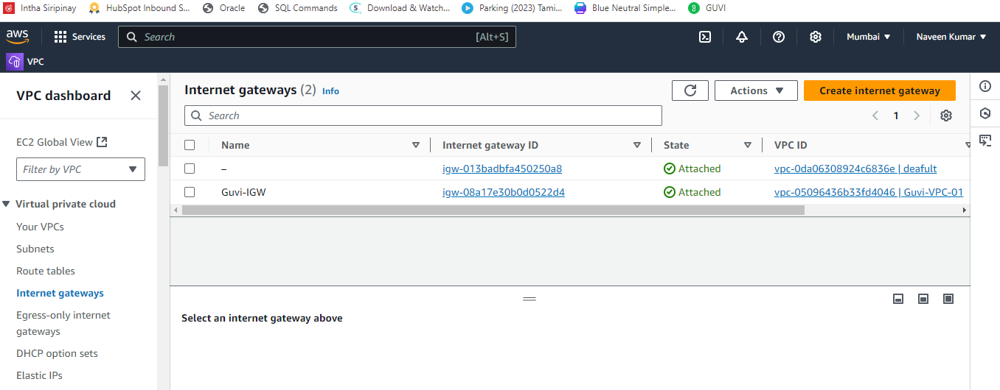 Intha Siripinay HubSpot Inbound S... Oracle SQL Commands Download & Watch... Parking (2023) Tami... Blue Neutral Simple... GUVI
aws Services Search [Alt+S] Mumbai Naveen Kumar
VPC
VPC dashboard
EC2 Global View
Filter by VPC
Virtual private cloud
Your VPCs
Subnets
Route tables
Internet gateways
Egress-only internet
gateways
DHCP option sets
Elastic IPs
Internet gateways (2) Info Actions Create internet gateway
Search 1
Name Internet gateway ID State VPC ID
– igw-013badbfa450250a8 Attached vpc-0da06308924c6836e | deafult
Guvi-IGW igw-08a17e30b0d0522d4 Attached vpc-05096436b33fd4046 | Guvi-VPC-01
Select an internet gateway above